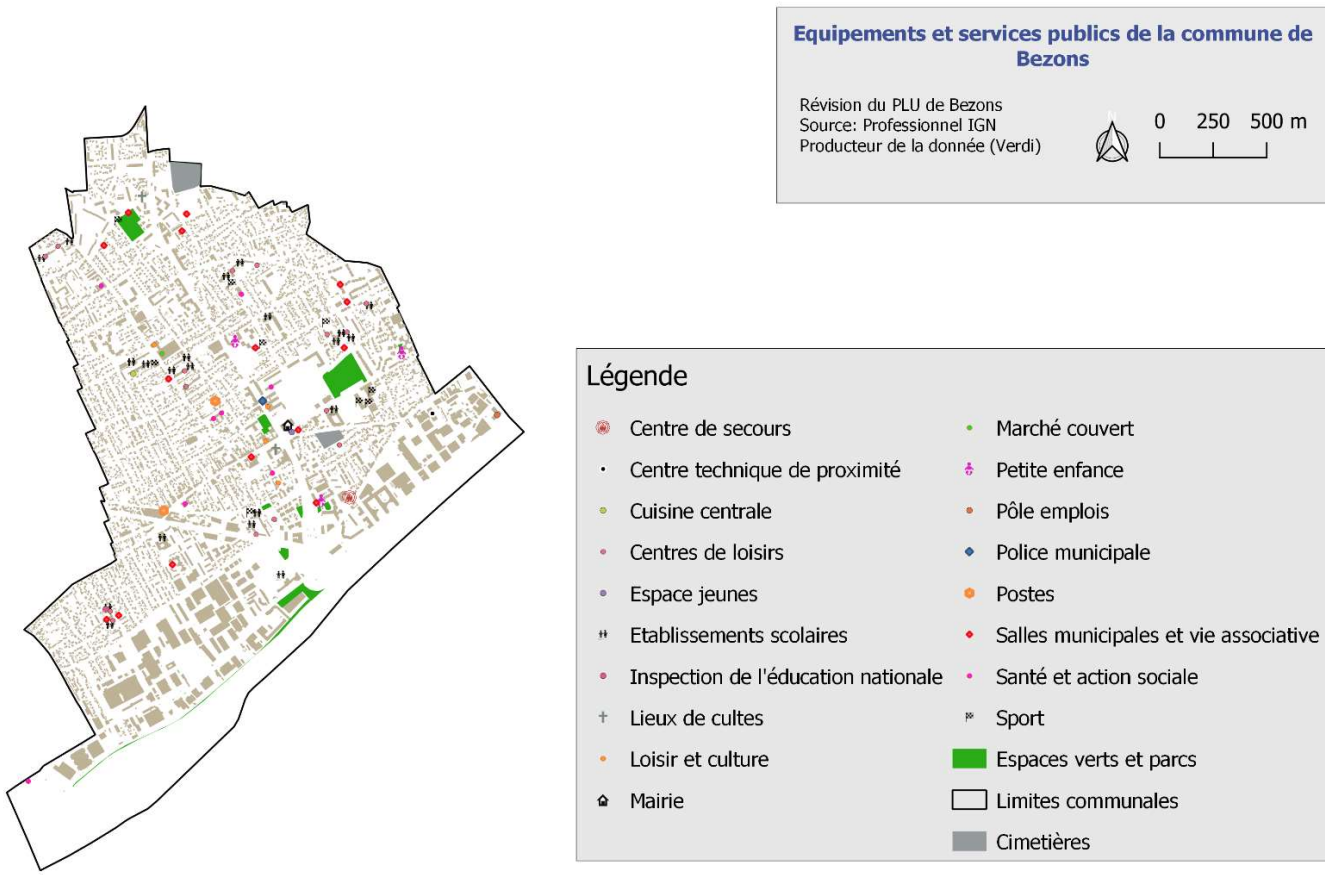 Equipements et services publics de la commune de
Bezons
Révision du PLU de Bezons
Source: Professionnel IGN
Producteur de la donnée (Verdi)
N
0 250 500 m
Légende
Centre de secours
Centre technique de proximité
Cuisine centrale
Centres de loisirs
Espace jeunes
Etablissements scolaires
Inspection de l'éducation nationale
Lieux de cultes
Loisir et culture
Mairie
Marché couvert
Petite enfance
Pôle emplois
Police municipale
Postes
Salles municipales et vie associative
Santé et action sociale
Sport
Espaces verts et parcs
Limites communales
Cimetières